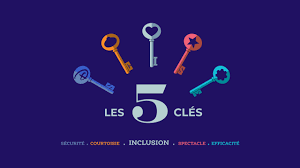 LES 5 CLÉS
SÉCURITÉ . COURTOISIE . INCLUSION . SPECTACLE . EFFICACITÉ